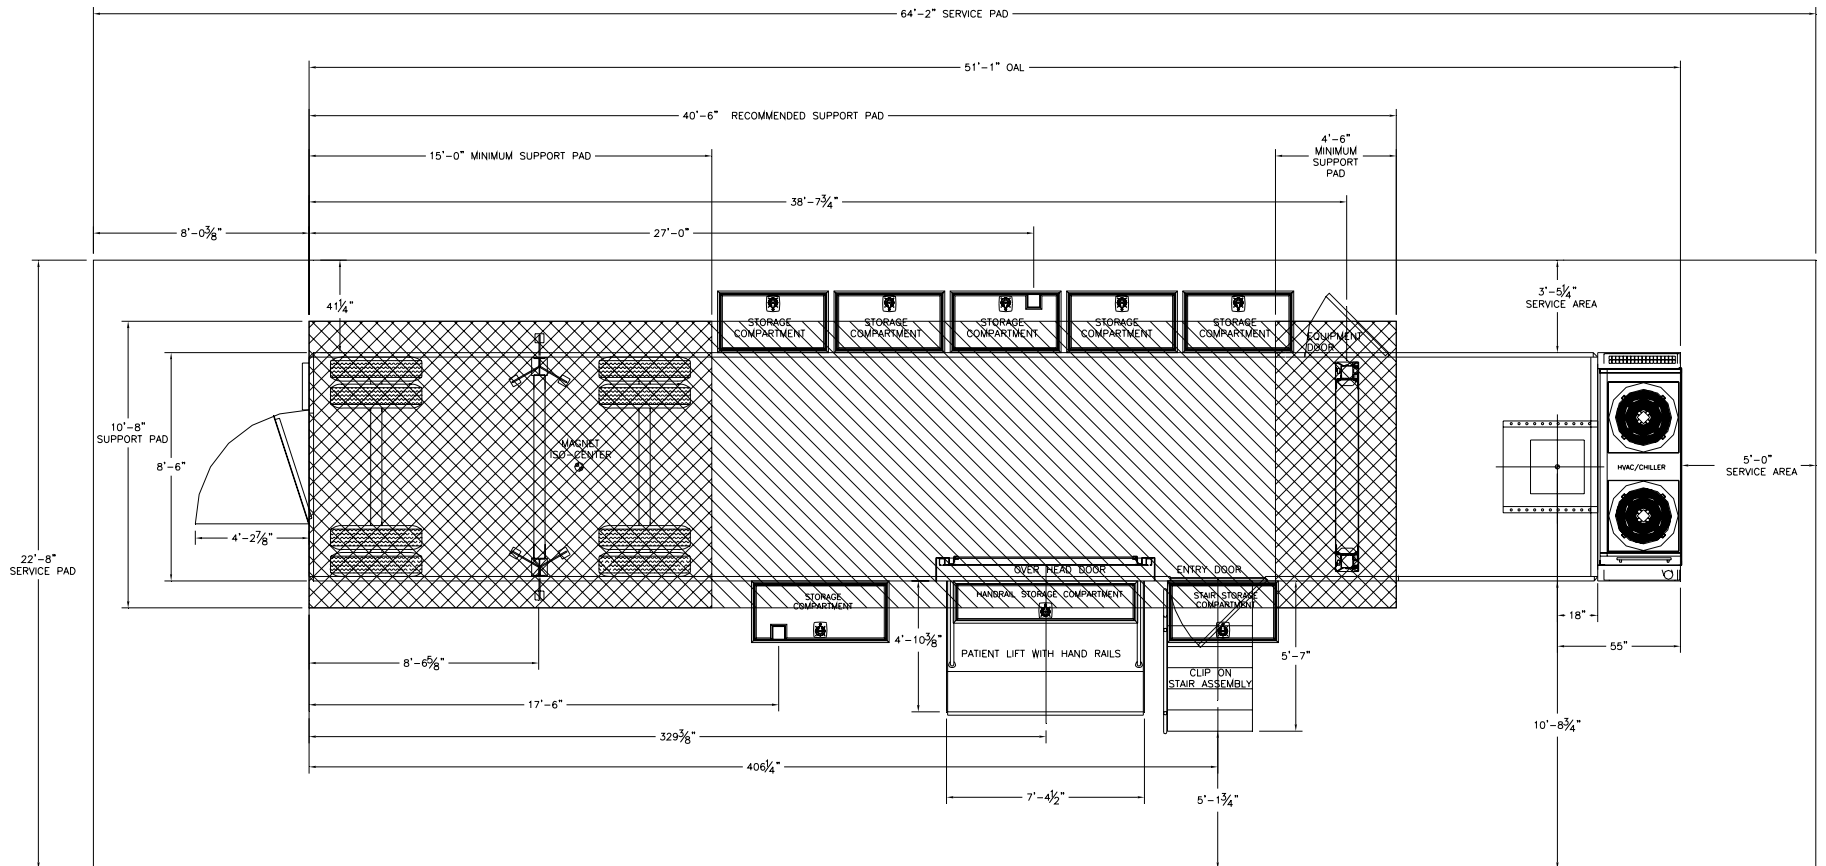 64'-2" SERVICE PAD
51'-1" OAL
40'-6" RECOMMENDED SUPPORT PAD
15'-0" MINIMUM SUPPORT PAD
4'-6"
MINIMUM
SUPPORT
PAD
38'-7¾"
8'-0⅜"
27'-0"
41¼"
3'-5¼"
SERVICE AREA
STORAGE
COMPARTMENT
STORAGE
COMPARTMENT
STORAGE
COMPARTMENT
STORAGE
COMPARTMENT
STORAGE
COMPARTMENT
EQUIPMENT
DOOR
10'-8"
SUPPORT PAD
8'-6"
MAGNET
ISO-CENTER
HVAC/CHILLER
5'-0"
SERVICE AREA
4'-2⅞"
22'-8"
SERVICE PAD
OVER HEAD DOOR
ENTRY DOOR
STORAGE
COMPARTMENT
HANDRAIL STORAGE COMPARTMENT
STAIR STORAGE
COMPARTMENT
18"
4'-10⅜"
55"
PATIENT LIFT WITH HAND RAILS
5'-7"
8'-6⅝"
CLIP ON
STAIR ASSEMBLY
17'-6"
10'-8¾"
329⅜"
406¼"
7'-4½"
5'-1¾"